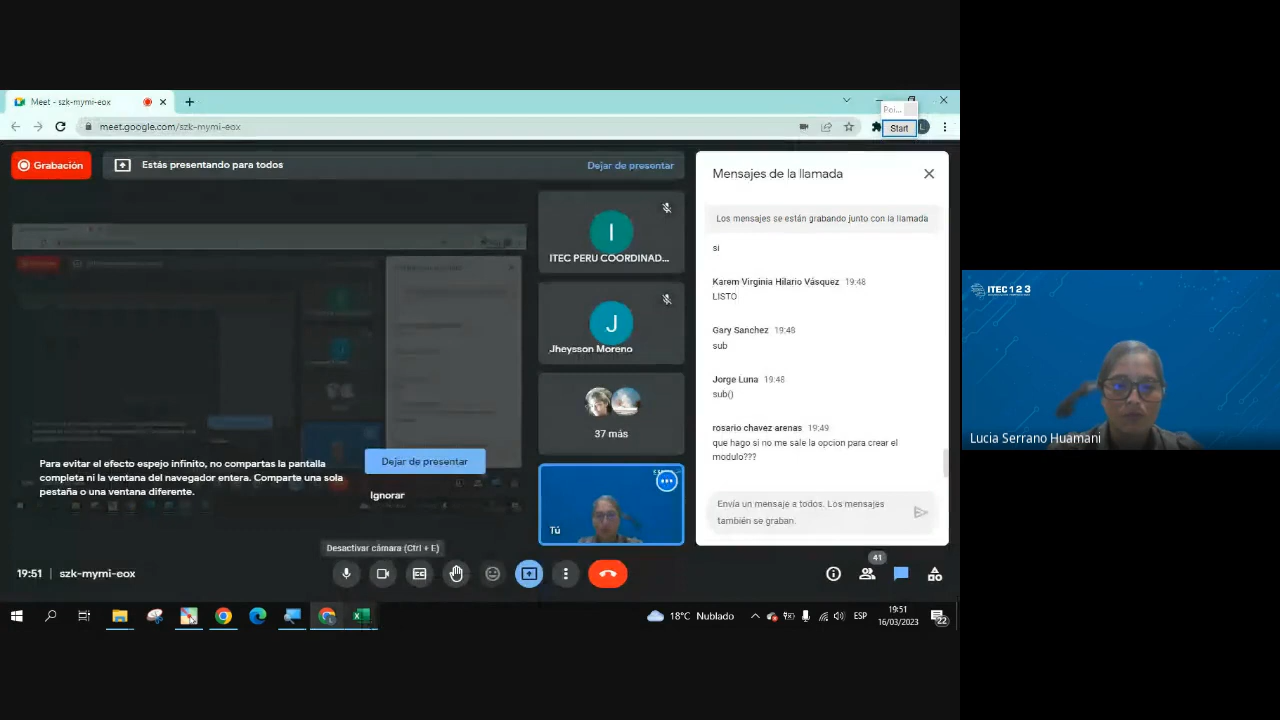 Meet - szk-mymi-eox
meet.google.com/szk-mymi-eox
Poi...
Start
L
Grabación
Estás presentando para todos
Dejar de presentar
Mensajes de la llamada
Los mensajes se están grabando junto con la llamada
si
Karem Virginia Hilario Vásquez 19:48
LISTO
Gary Sanchez 19:48
sub
Jorge Luna 19:48
sub()
rosario chavez arenas 19:49
que hago si no me sale la opcion para crear el
modulo???
Envía un mensaje a todos. Los mensajes
también se graban.
I
ITEC PERU COORDINAD...
J
Jheysson Moreno
37 más
Tú
Para evitar el efecto espejo infinito, no compartas la pantalla
completa ni la ventana del navegador entera. Comparte una sola
pestaña o una ventana diferente.
Dejar de presentar
Ignorar
Desactivar cámara (Ctrl + E)
19:51 | szk-mymi-eox
41
18°C Nublado
ESP
19:51
16/03/2023
22
ITEC 1 2 3
Lucia Serrano Huamani